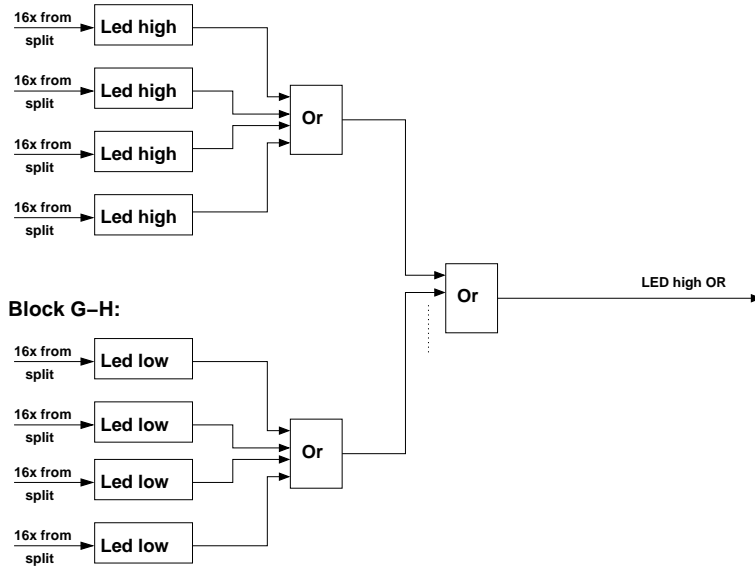 16x from
split
Led high
16x from
split
Led high
Or
16x from
split
Led high
16x from
split
Led high
Or
LED high OR
Block G–H:
16x from
split
Led low
16x from
split
Led low
Or
16x from
split
Led low
16x from
split
Led low